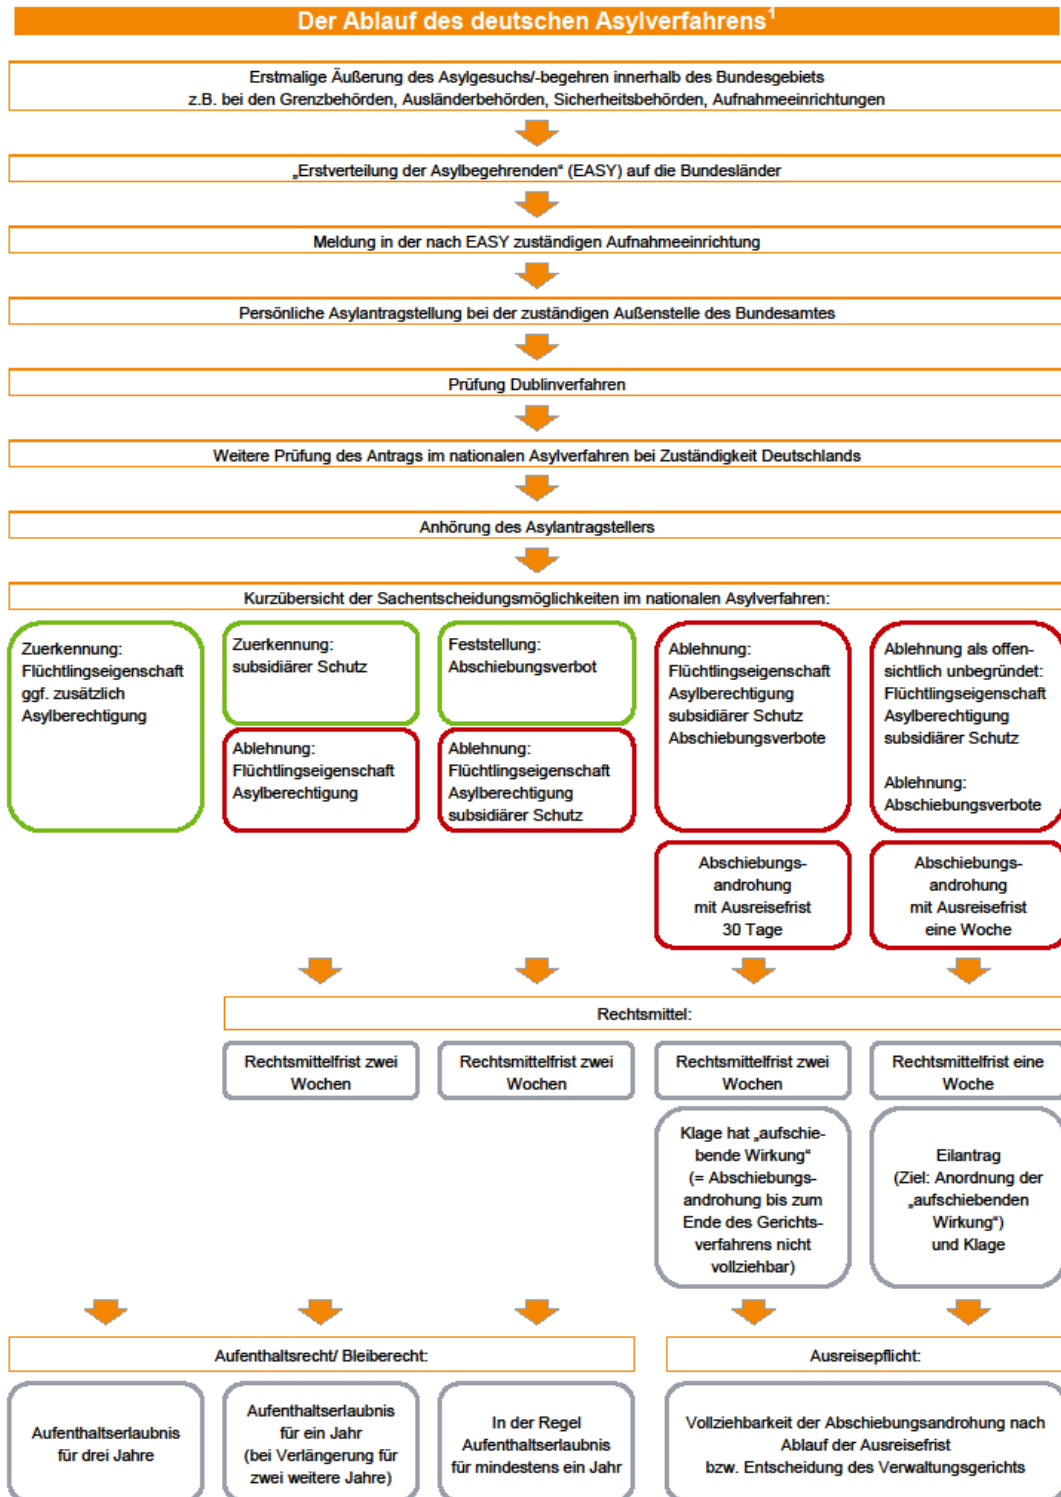 Der Ablauf des deutschen Asylverfahrens¹
Erstmalige Äußerung des Asylgesuchs/-begehren innerhalb des Bundesgebiets
z.B. bei den Grenzbehörden, Ausländerbehörden, Sicherheitsbehörden, Aufnahmeeinrichtungen
„Erstverteilung der Asylbegehrenden“ (EASY) auf die Bundesländer
Meldung in der nach EASY zuständigen Aufnahmeeinrichtung
Persönliche Asylantragstellung bei der zuständigen Außenstelle des Bundesamtes
Prüfung Dublinverfahren
Weitere Prüfung des Antrags im nationalen Asylverfahren bei Zuständigkeit Deutschlands
Anhörung des Asylantragstellers
Kurzübersicht der Sachentscheidungsmöglichkeiten im nationalen Asylverfahren:
Zuerkennung:
Flüchtlingseigenschaft
ggf. zusätzlich
Asylberechtigung
Zuerkennung:
subsidiärer Schutz
Ablehnung:
Flüchtlingseigenschaft
Asylberechtigung
Feststellung:
Abschiebungsverbot
Ablehnung:
Flüchtlingseigenschaft
Asylberechtigung
subsidiärer Schutz
Ablehnung:
Flüchtlingseigenschaft
Asylberechtigung
subsidiärer Schutz
Abschiebungsverbote
Ablehnung als offen-
sichtlich unbegründet:
Flüchtlingseigenschaft
Asylberechtigung
subsidiärer Schutz
Ablehnung:
Abschiebungsverbote
Abschiebungs-
androhung
mit Ausreisefrist
30 Tage
Abschiebungs-
androhung
mit Ausreisefrist
eine Woche
Rechtsmittel:
Rechtsmittelfrist zwei
Wochen
Rechtsmittelfrist zwei
Wochen
Rechtsmittelfrist zwei
Wochen
Rechtsmittelfrist eine
Woche
Klage hat „aufschie-
bende Wirkung“
(= Abschiebungs-
androhung bis zum
Ende des Gerichts-
verfahrens nicht
vollziehbar)
Eilantrag
(Ziel: Anordnung der
„aufschiebenden
Wirkung“)
und Klage
Aufenthaltsrecht/ Bleiberecht:
Ausreisepflicht:
Aufenthaltserlaubnis
für drei Jahre
Aufenthaltserlaubnis
für ein Jahr
(bei Verlängerung für
zwei weitere Jahre)
In der Regel
Aufenthaltserlaubnis
für mindestens ein Jahr
Vollziehbarkeit der Abschiebungsandrohung nach
Ablauf der Ausreisefrist
bzw. Entscheidung des Verwaltungsgerichts